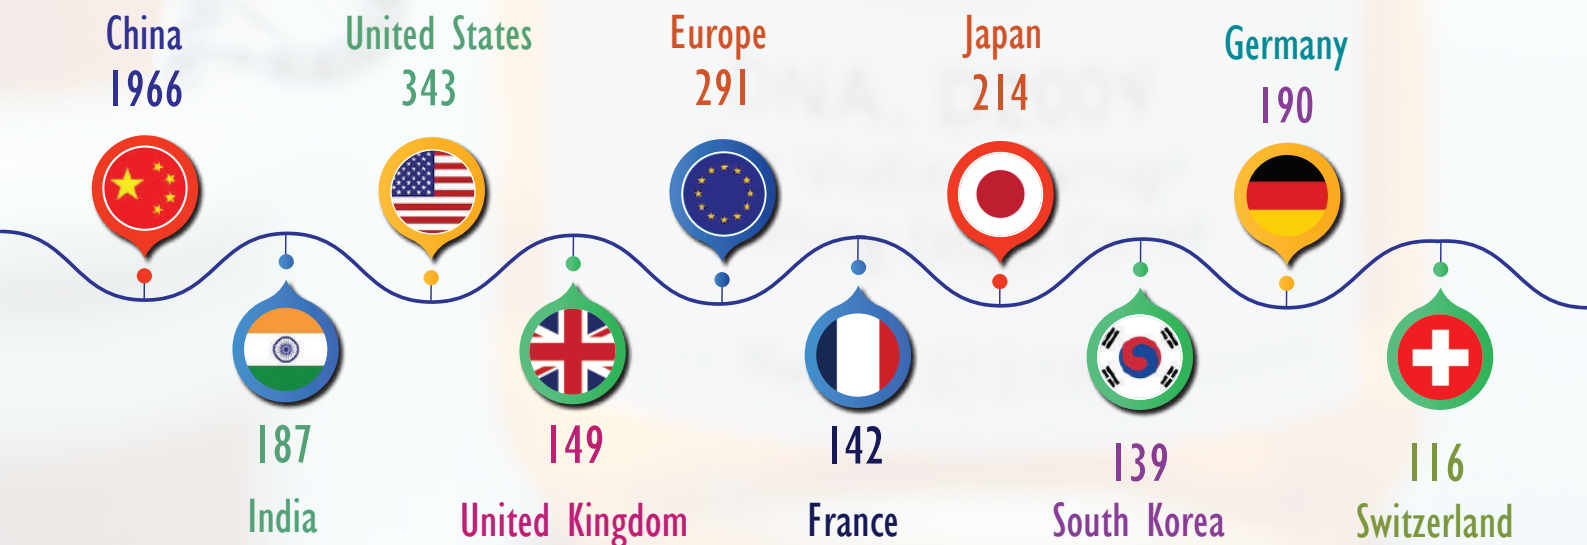 China
1966
United States
343
Europe
291
Japan
214
Germany
190
187
India
149
United Kingdom
142
France
139
South Korea
116
Switzerland